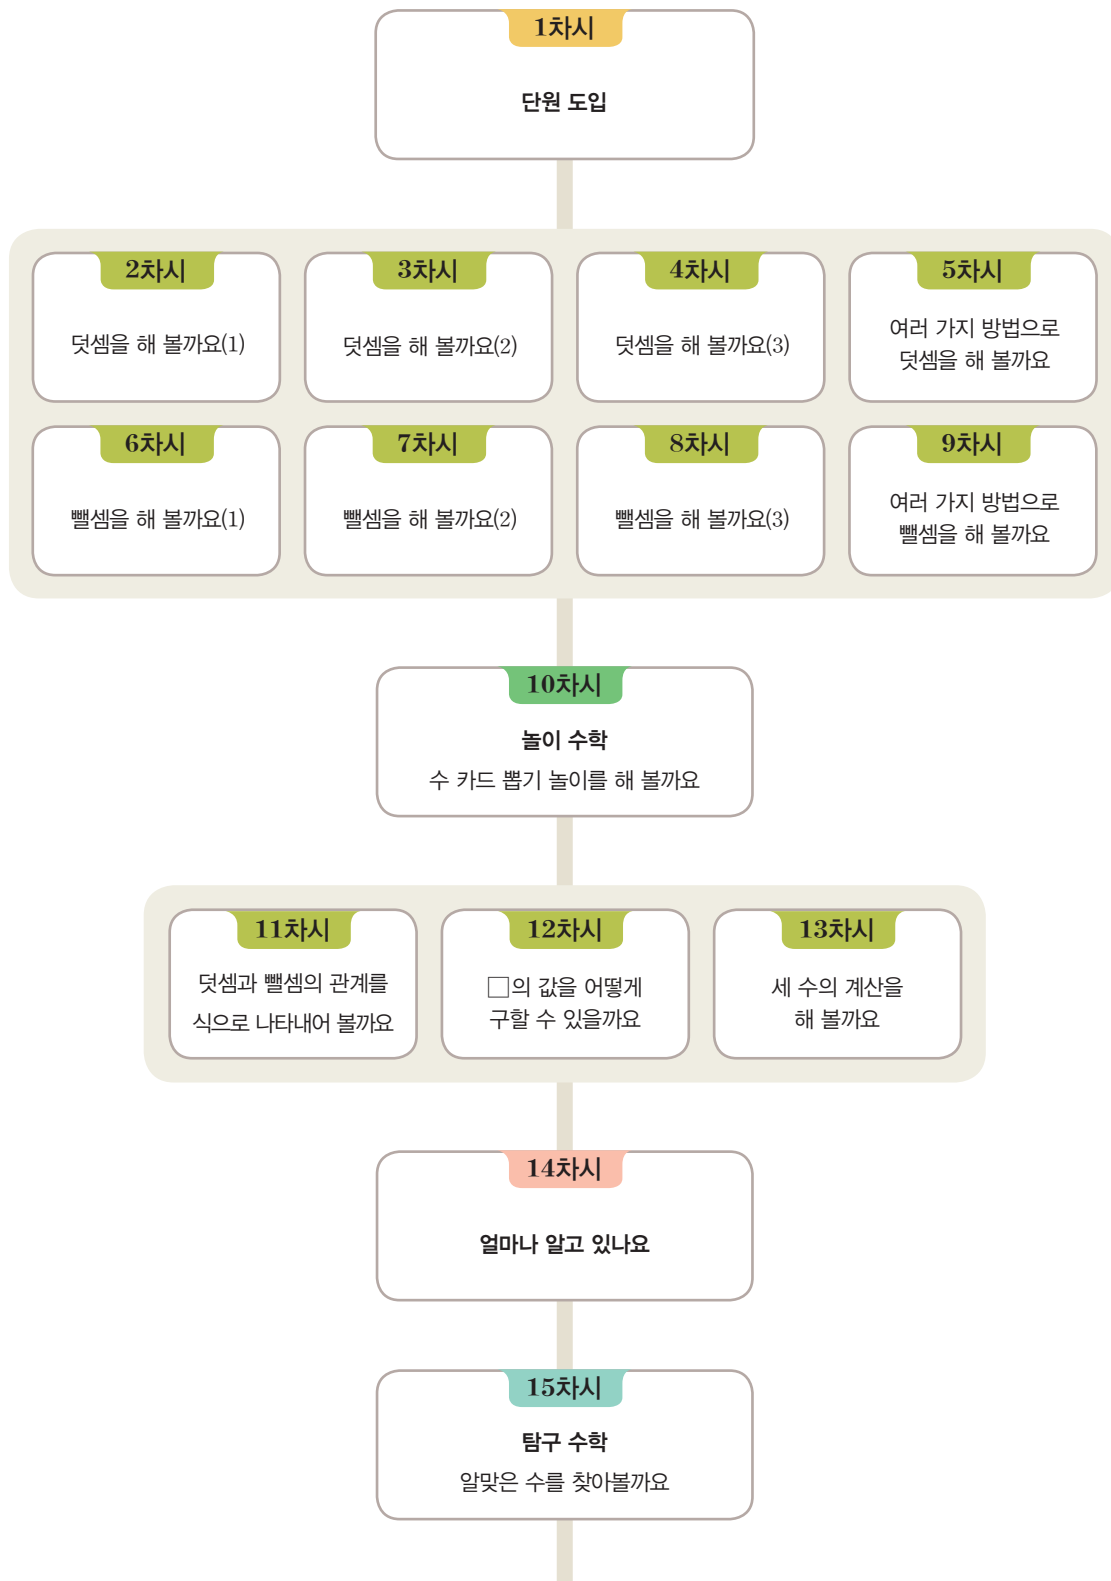 1차시
단원 도입
2차시
덧셈을 해 볼까요(1)
3차시
덧셈을 해 볼까요(2)
4차시
덧셈을 해 볼까요(3)
5차시
여러 가지 방법으로
덧셈을 해 볼까요
6차시
뺄셈을 해 볼까요(1)
7차시
뺄셈을 해 볼까요(2)
8차시
뺄셈을 해 볼까요(3)
9차시
여러 가지 방법으로
뺄셈을 해 볼까요
10차시
놀이 수학
수 카드 뽑기 놀이를 해 볼까요
11차시
덧셈과 뺄셈의 관계를
식으로 나타내어 볼까요
12차시
□의 값을 어떻게
구할 수 있을까요
13차시
세 수의 계산을
해 볼까요
14차시
얼마나 알고 있나요
15차시
탐구 수학
알맞은 수를 찾아볼까요